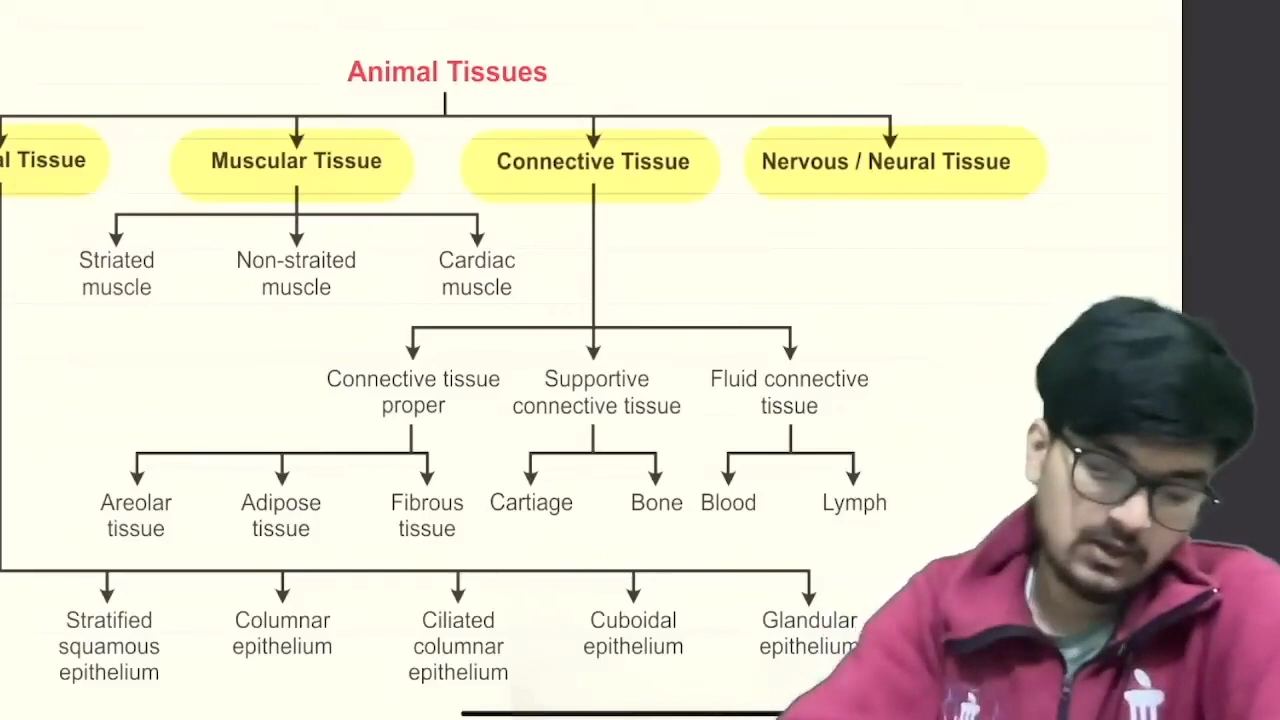 Animal Tissues
al Tissue
Muscular Tissue
Connective Tissue
Nervous / Neural Tissue
Striated
muscle
Non-straited
muscle
Cardiac
muscle
Connective tissue
proper
Supportive
connective tissue
Fluid connective
tissue
Areolar
tissue
Adipose
tissue
Fibrous
tissue
Cartiage
Bone
Blood
Lymph
Stratified
squamous
epithelium
Columnar
epithelium
Ciliated
columnar
epithelium
Cuboidal
epithelium
Glandular
epithelium